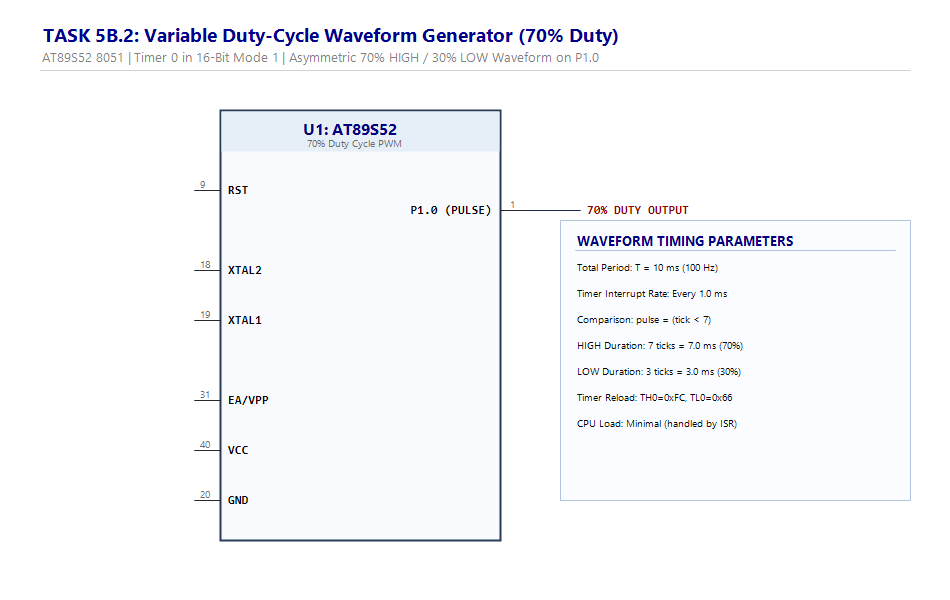 TASK 5B.2: Variable Duty-Cycle Waveform Generator (70% Duty)
AT89S52 8051 | Timer 0 in 16-Bit Mode 1 | Asymmetric 70% HIGH / 30% LOW Waveform on P1.0
U1: AT89S52
70% Duty Cycle PWM
9 RST
P1.0 (PULSE) 1 70% DUTY OUTPUT
18 XTAL2
19 XTAL1
31 EA/VPP
40 VCC
20 GND
WAVEFORM TIMING PARAMETERS
Total Period: T = 10 ms (100 Hz)
Timer Interrupt Rate: Every 1.0 ms
Comparison: pulse = (tick < 7)
HIGH Duration: 7 ticks = 7.0 ms (70%)
LOW Duration: 3 ticks = 3.0 ms (30%)
Timer Reload: TH0=0xFC, TL0=0x66
CPU Load: Minimal (handled by ISR)